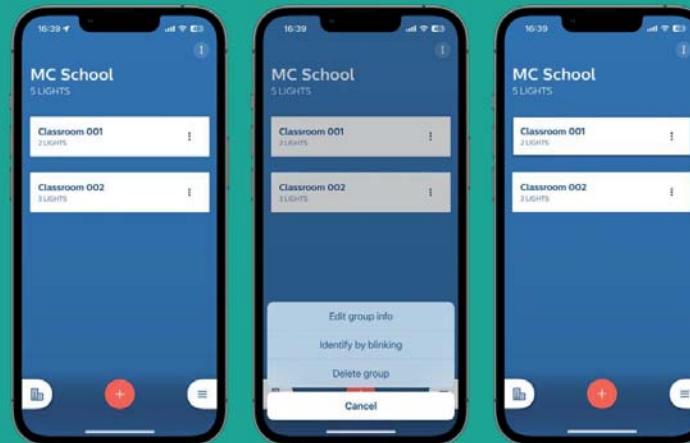 16:39
MC School
5 LIGHTS
Classroom 001
2 LIGHTS
Classroom 002
3 LIGHTS
16:39
MC School
5 LIGHTS
Classroom 001
2 LIGHTS
Classroom 002
3 LIGHTS
Edit group info
Identify by blinking
Delete group
Cancel
16:39
MC School
5 LIGHTS
Classroom 001
2 LIGHTS
Classroom 002
3 LIGHTS